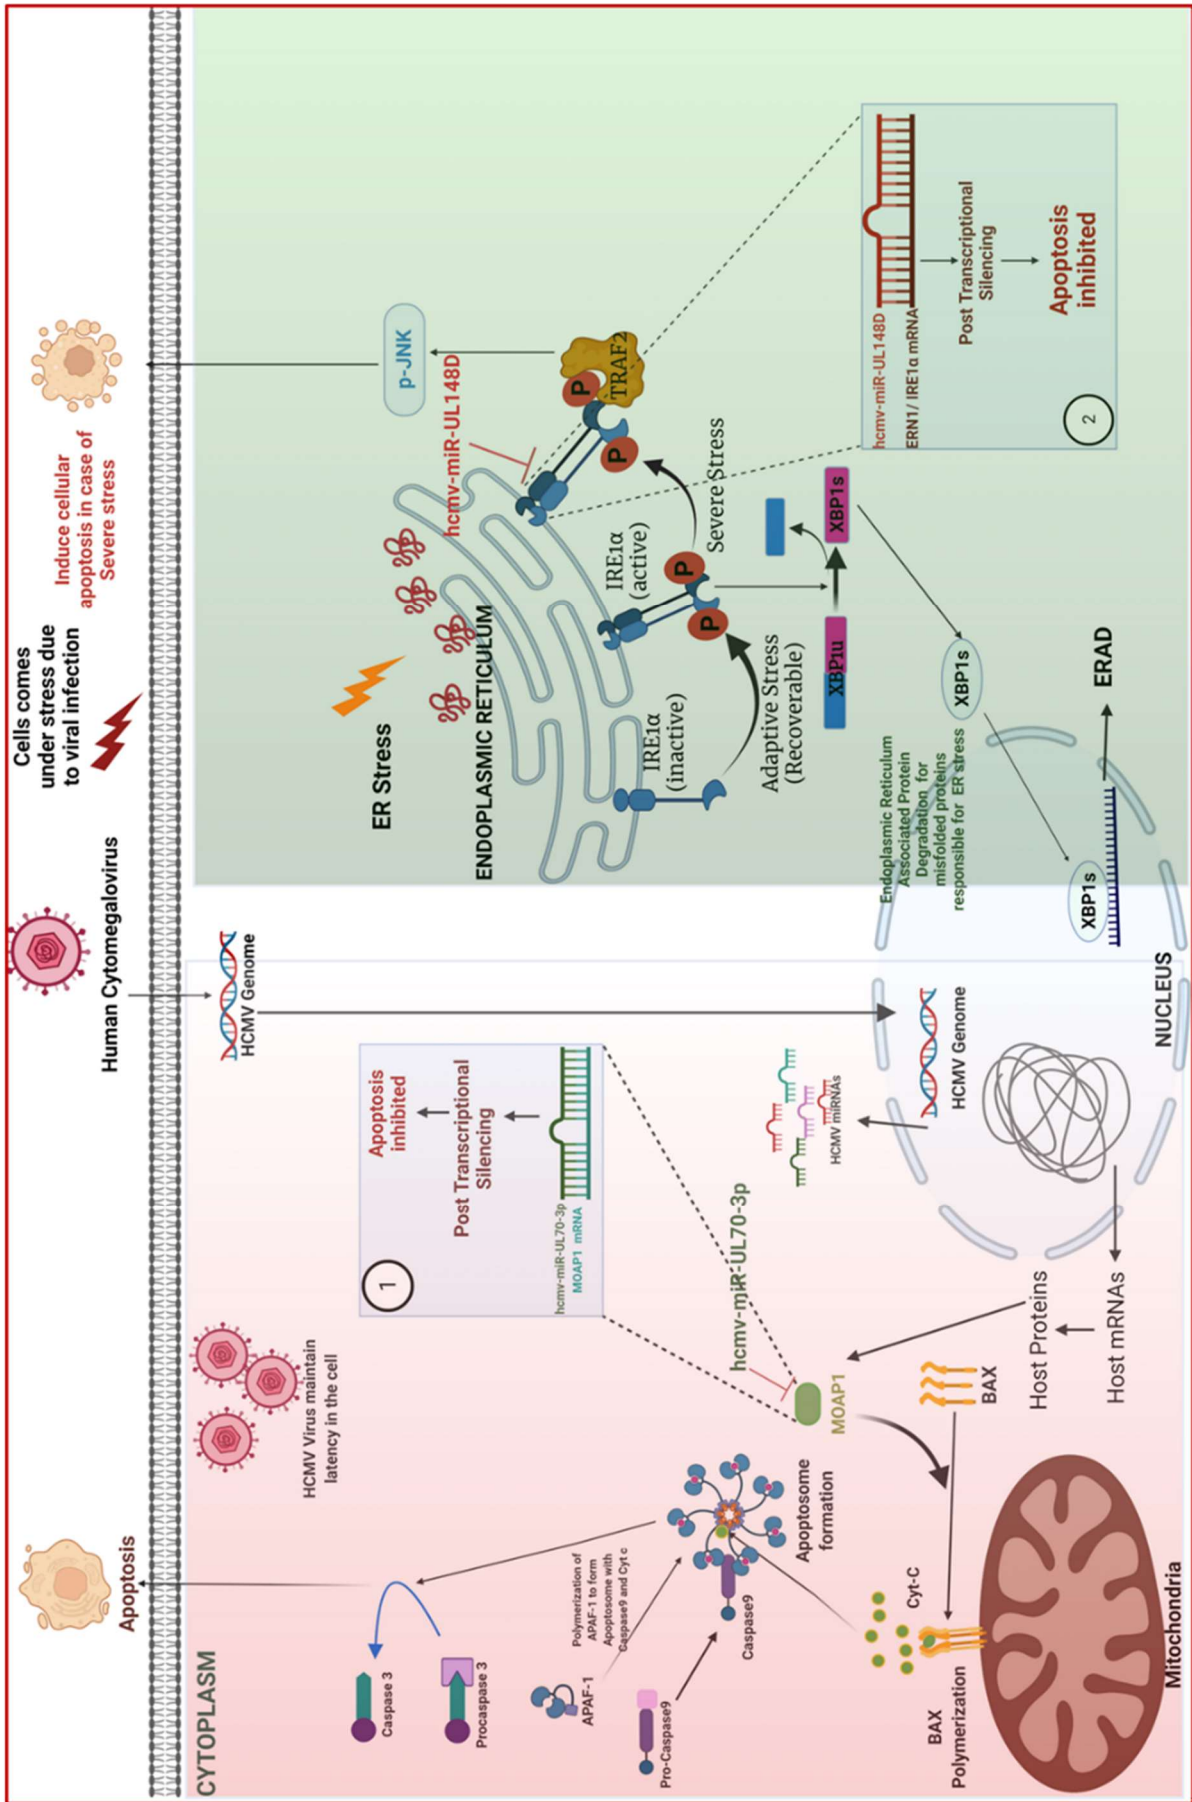 Apoptosis
Human Cytomegalovirus
Cells comes
under stress due
to viral infection
Induce cellular
apoptosis in case of
Severe stress
CYTOPLASM
HCMV Virus maintain
latency in the cell
HCMV Genome
Caspase 3
Procaspase 3
APAF-1
Pro-Caspase9
Polymerization of
APAF-1 to form
Apoptosome with
Caspase9 and Cyt c
Caspase9
Apoptosome
formation
1
Apoptosis
inhibited
Post Transcriptional
Silencing
hcmv-miR-UL70-3p
MOAP1 mRNA
hcmv-miR-UL70-3p
MOAP1
HCMV miRNAs
BAX
Host Proteins
Host mRNAs
Cyt-C
BAX
Polymerization
Mitochondria
HCMV Genome
NUCLEUS
ER Stress
ENDOPLASMIC RETICULUM
p-JNK
hcmv-miR-UL148D
TRAF2
P
P
IRE1α
(inactive)
IRE1α
(active)
P
P
Adaptive Stress
(Recoverable)
Severe Stress
XBP1u
XBP1s
XBP1s
Endoplasmic Reticulum
Associated Protein
Degradation for
misfolded proteins
responsible for ER stress
XBP1s
ERAD
hcmv-miR-UL148D
ERN1/ IRE1α mRNA
Post Transcriptional
Silencing
Apoptosis
inhibited
2